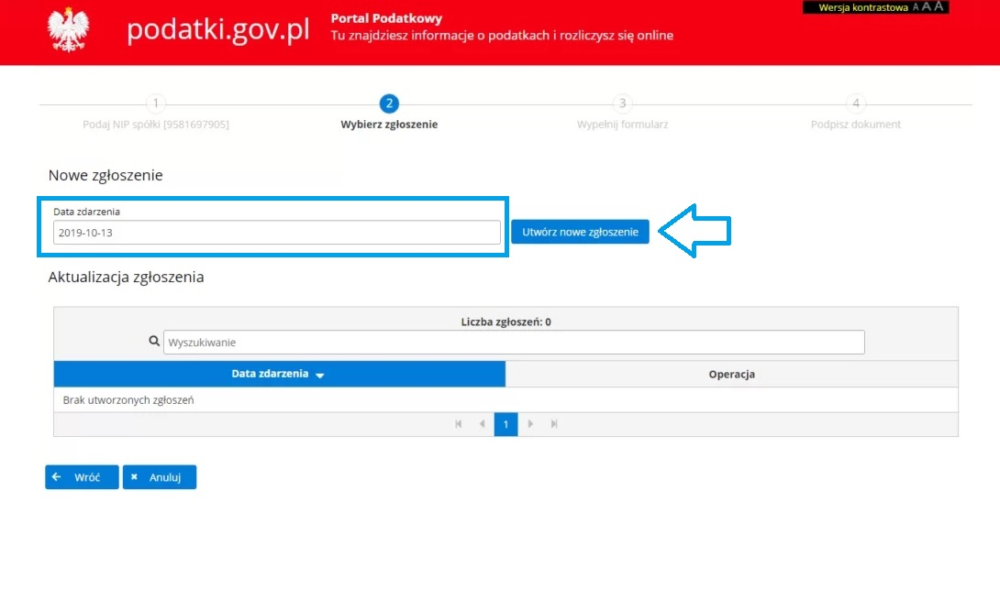 podatki.gov.pl
Portal Podatkowy
Tu znajdziesz informacje o podatkach i rozliczysz się online
Wersja kontrastowa A A A
1
Podaj NIP spółki [9581697905]
2
Wybierz zgłoszenie
3
Wypełnij formularz
4
Podpisz dokument
Nowe zgłoszenie
Data zdarzenia
2019-10-13
Utwórz nowe zgłoszenie
Aktualizacja zgłoszenia
Liczba zgłoszeń: 0
Wyszukiwanie
Data zdarzenia
Operacja
Brak utworzonych zgłoszeń
1
Wróć
Anuluj